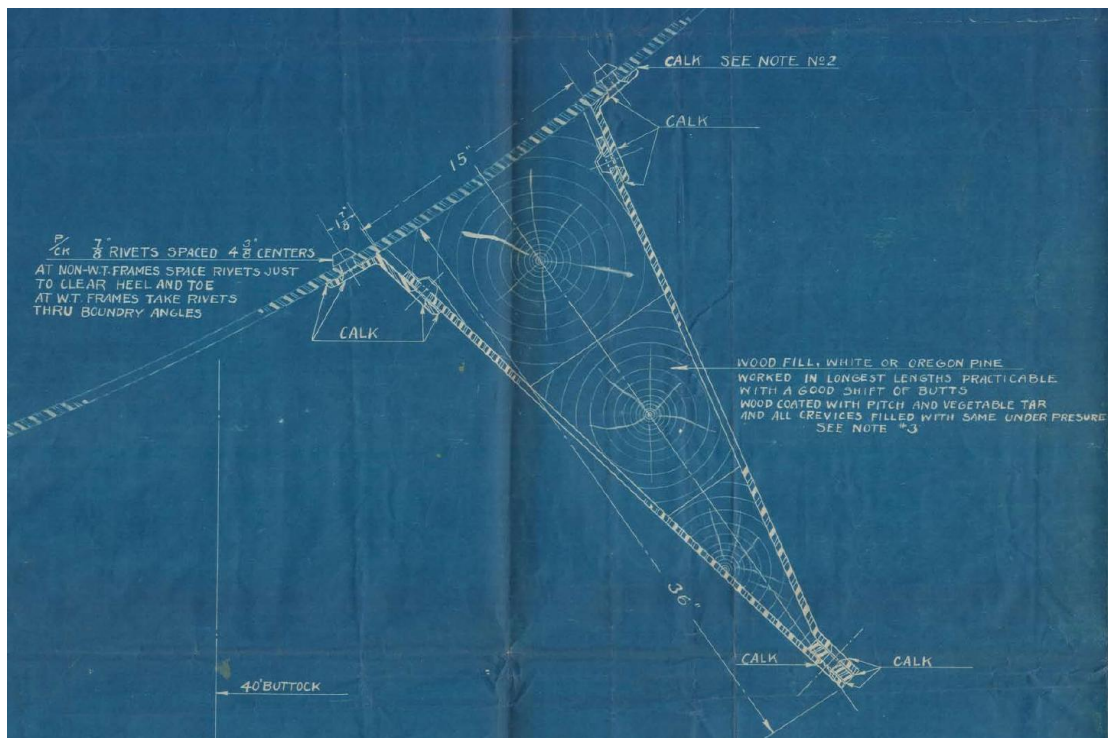 CALK SEE NOTE No2
CALK
15"
1 7/8"
P/CK 7/8" RIVETS SPACED 4 3/8" CENTERS
AT NON-W.T. FRAMES SPACE RIVETS JUST
TO CLEAR HEEL AND TOE
AT W.T. FRAMES TAKE RIVETS
THRU BOUNDRY ANGLES
CALK
WOOD FILL, WHITE OR OREGON PINE
WORKED IN LONGEST LENGTHS PRACTICABLE
WITH A GOOD SHIFT OF BUTTS
WOOD COATED WITH PITCH AND VEGETABLE TAR
AND ALL CREVICES FILLED WITH SAME UNDER PRESURE
SEE NOTE #3
36"
CALK
CALK
40'BUTTOCK